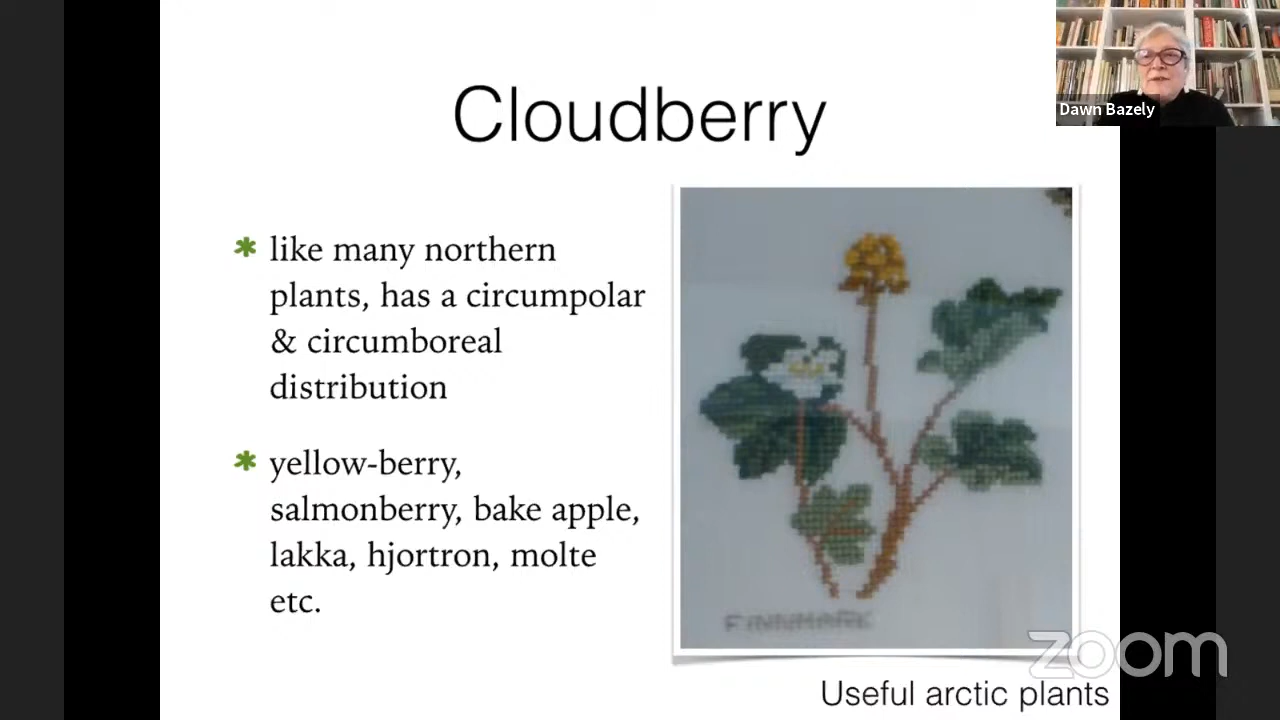 Cloudberry
like many northern
plants, has a circumpolar
& circumboreal
distribution
yellow-berry,
salmonberry, bake apple,
lakka, hjortron, molte
etc.
FINNMARK
Useful arctic plants
Dawn Bazely
zoom